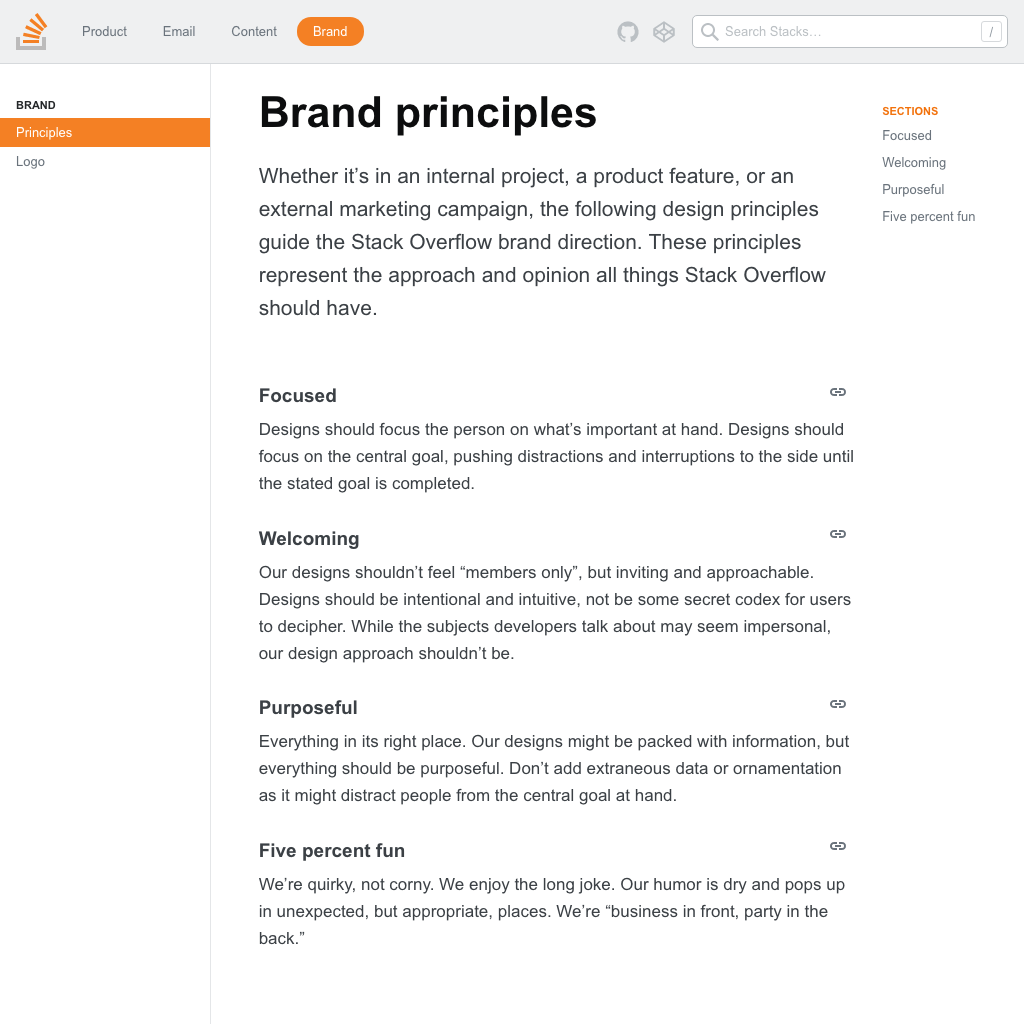 Product
Email
Content
Brand
Search Stacks…
/
BRAND
Principles
Logo
Brand principles
Whether it’s in an internal project, a product feature, or an
external marketing campaign, the following design principles
guide the Stack Overflow brand direction. These principles
represent the approach and opinion all things Stack Overflow
should have.
Focused
Designs should focus the person on what’s important at hand. Designs should
focus on the central goal, pushing distractions and interruptions to the side until
the stated goal is completed.
Welcoming
Our designs shouldn’t feel “members only”, but inviting and approachable.
Designs should be intentional and intuitive, not be some secret codex for users
to decipher. While the subjects developers talk about may seem impersonal,
our design approach shouldn’t be.
Purposeful
Everything in its right place. Our designs might be packed with information, but
everything should be purposeful. Don’t add extraneous data or ornamentation
as it might distract people from the central goal at hand.
Five percent fun
We’re quirky, not corny. We enjoy the long joke. Our humor is dry and pops up
in unexpected, but appropriate, places. We’re “business in front, party in the
back.”
SECTIONS
Focused
Welcoming
Purposeful
Five percent fun